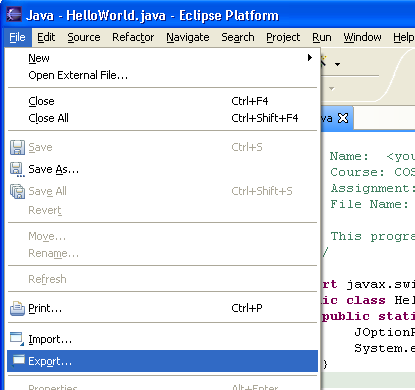 Java - HelloWorld.java - Eclipse Platform
File Edit Source Refactor Navigate Search Project Run Window
New
Open External File...
Close Ctrl+F4
Close All Ctrl+Shift+F4
Save Ctrl+S
Save As...
Save All Ctrl+Shift+S
Revert
Move...
Rename...
Refresh
Print... Ctrl+P
Import...
Export...
Properties Alt+Enter
va
Name: <you
Course: COS
Assignment:
File Name:
This progra
/
rt javax.swi
ic class Hel
public stati
JOptionP
System.e
}